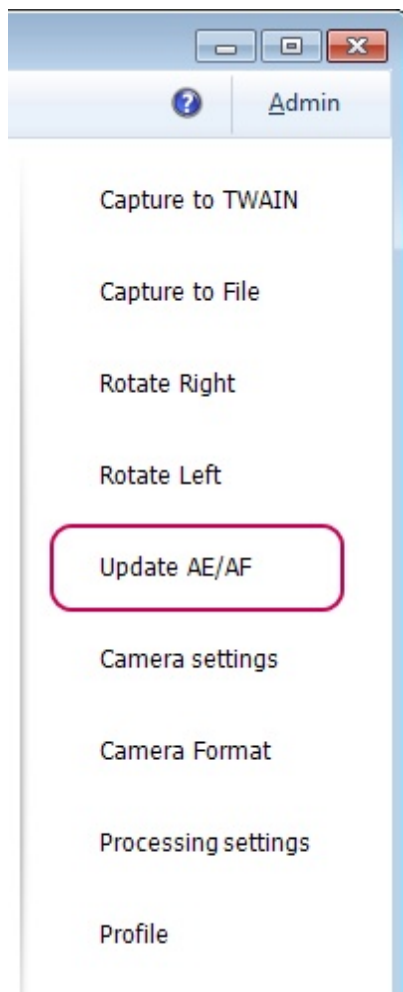 Admin
Capture to TWAIN
Capture to File
Rotate Right
Rotate Left
Update AE/AF
Camera settings
Camera Format
Processing settings
Profile